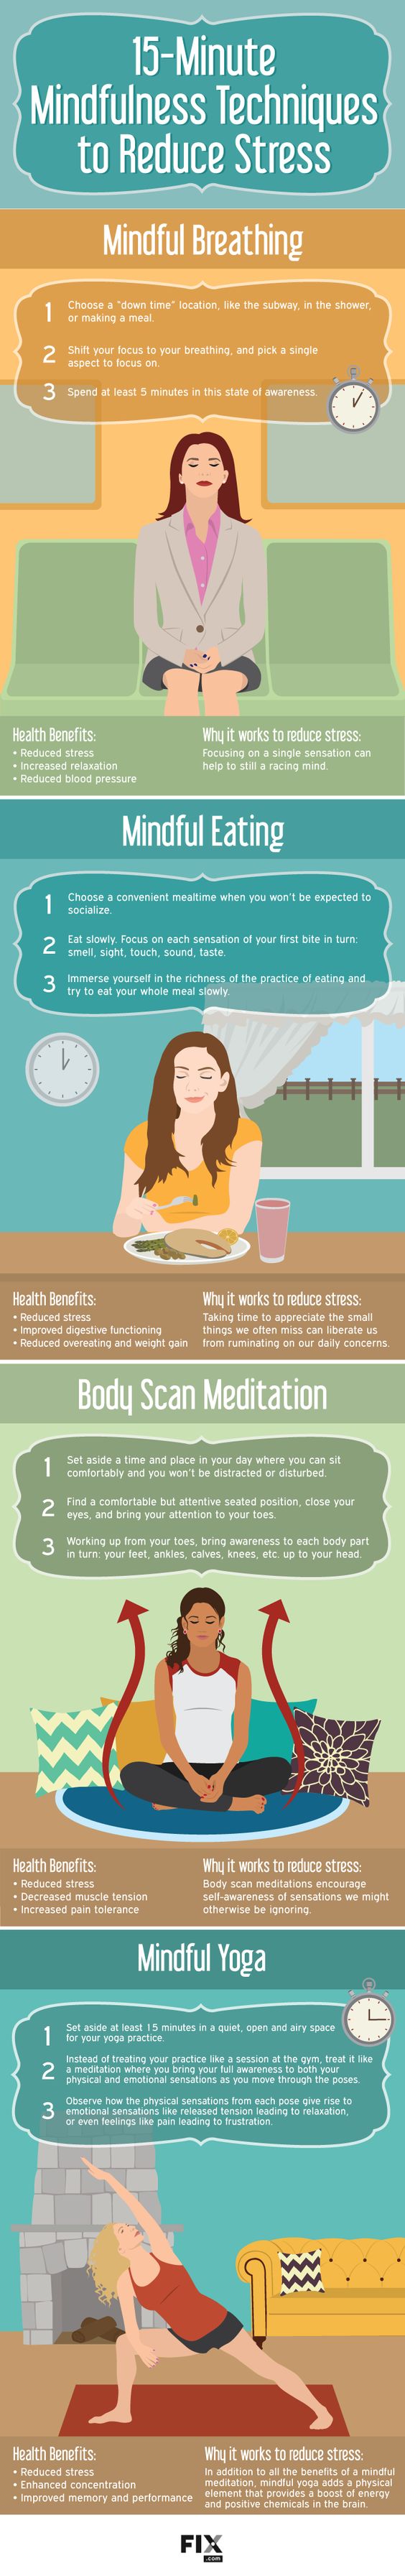 15-Minute
Mindfulness Techniques
to Reduce Stress
Mindful Breathing
1 Choose a "down time" location, like the subway, in the shower,
or making a meal.
2 Shift your focus to your breathing, and pick a single
aspect to focus on.
3 Spend at least 5 minutes in this state of awareness.
Health Benefits:
• Reduced stress
• Increased relaxation
• Reduced blood pressure
Why it works to reduce stress:
Focusing on a single sensation can
help to still a racing mind.
Mindful Eating
1 Choose a convenient mealtime when you won't be expected to
socialize.
2 Eat slowly. Focus on each sensation of your first bite in turn:
smell, sight, touch, sound, taste.
3 Immerse yourself in the richness of the practice of eating and
try to eat your whole meal slowly.
Health Benefits:
• Reduced stress
• Improved digestive functioning
• Reduced overeating and weight gain
Why it works to reduce stress:
Taking time to appreciate the small
things we often miss can liberate us
from ruminating on our daily concerns.
Body Scan Meditation
1 Set aside a time and place in your day where you can sit
comfortably and you won't be distracted or disturbed.
2 Find a comfortable but attentive seated position, close your
eyes, and bring your attention to your toes.
3 Working up from your toes, bring awareness to each body part
in turn: your feet, ankles, calves, knees, etc. up to your head.
Health Benefits:
• Reduced stress
• Decreased muscle tension
• Increased pain tolerance
Why it works to reduce stress:
Body scan meditations encourage
self-awareness of sensations we might
otherwise be ignoring.
Mindful Yoga
1 Set aside at least 15 minutes in a quiet, open and airy space
for your yoga practice.
2 Instead of treating your practice like a session at the gym, treat it like
a meditation where you bring your full awareness to both your
physical and emotional sensations as you move through the poses.
3 Observe how the physical sensations from each pose give rise to
emotional sensations like released tension leading to relaxation,
or even feelings like pain leading to frustration.
Health Benefits:
• Reduced stress
• Enhanced concentration
• Improved memory and performance
Why it works to reduce stress:
In addition to all the benefits of a mindful
meditation, mindful yoga adds a physical
element that provides a boost of energy
and positive chemicals in the brain.
FIX
.com